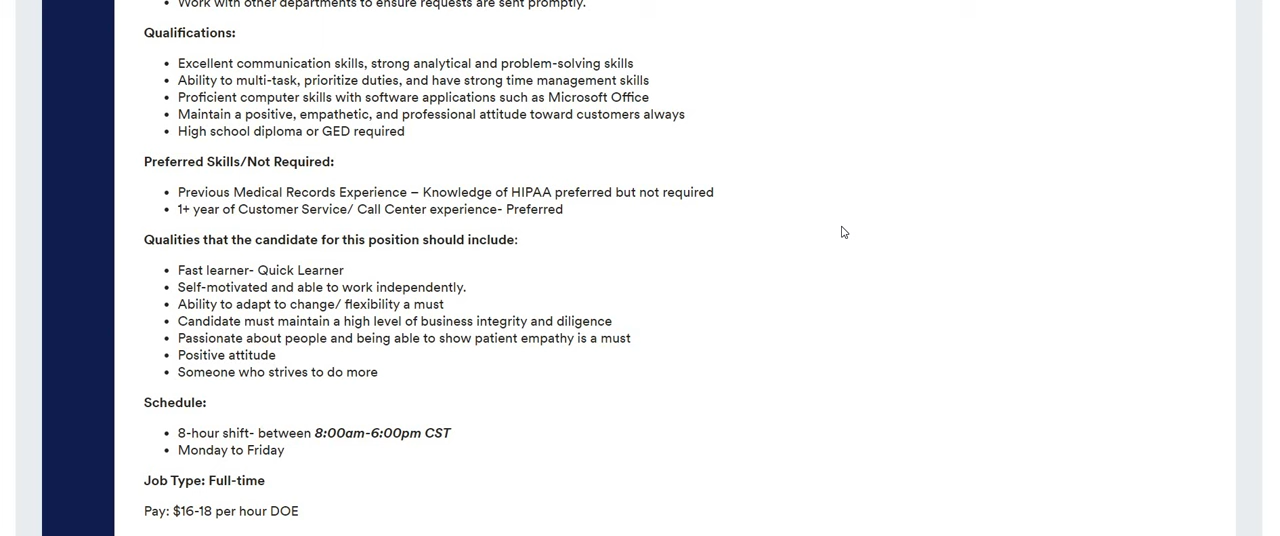 Work with other departments to ensure requests are sent promptly.
Qualifications:
Excellent communication skills, strong analytical and problem-solving skills
Ability to multi-task, prioritize duties, and have strong time management skills
Proficient computer skills with software applications such as Microsoft Office
Maintain a positive, empathetic, and professional attitude toward customers always
High school diploma or GED required
Preferred Skills/Not Required:
Previous Medical Records Experience – Knowledge of HIPAA preferred but not required
1+ year of Customer Service/ Call Center experience- Preferred
Qualities that the candidate for this position should include:
Fast learner- Quick Learner
Self-motivated and able to work independently.
Ability to adapt to change/ flexibility a must
Candidate must maintain a high level of business integrity and diligence
Passionate about people and being able to show patient empathy is a must
Positive attitude
Someone who strives to do more
Schedule:
8-hour shift- between 8:00am-6:00pm CST
Monday to Friday
Job Type: Full-time
Pay: $16-18 per hour DOE